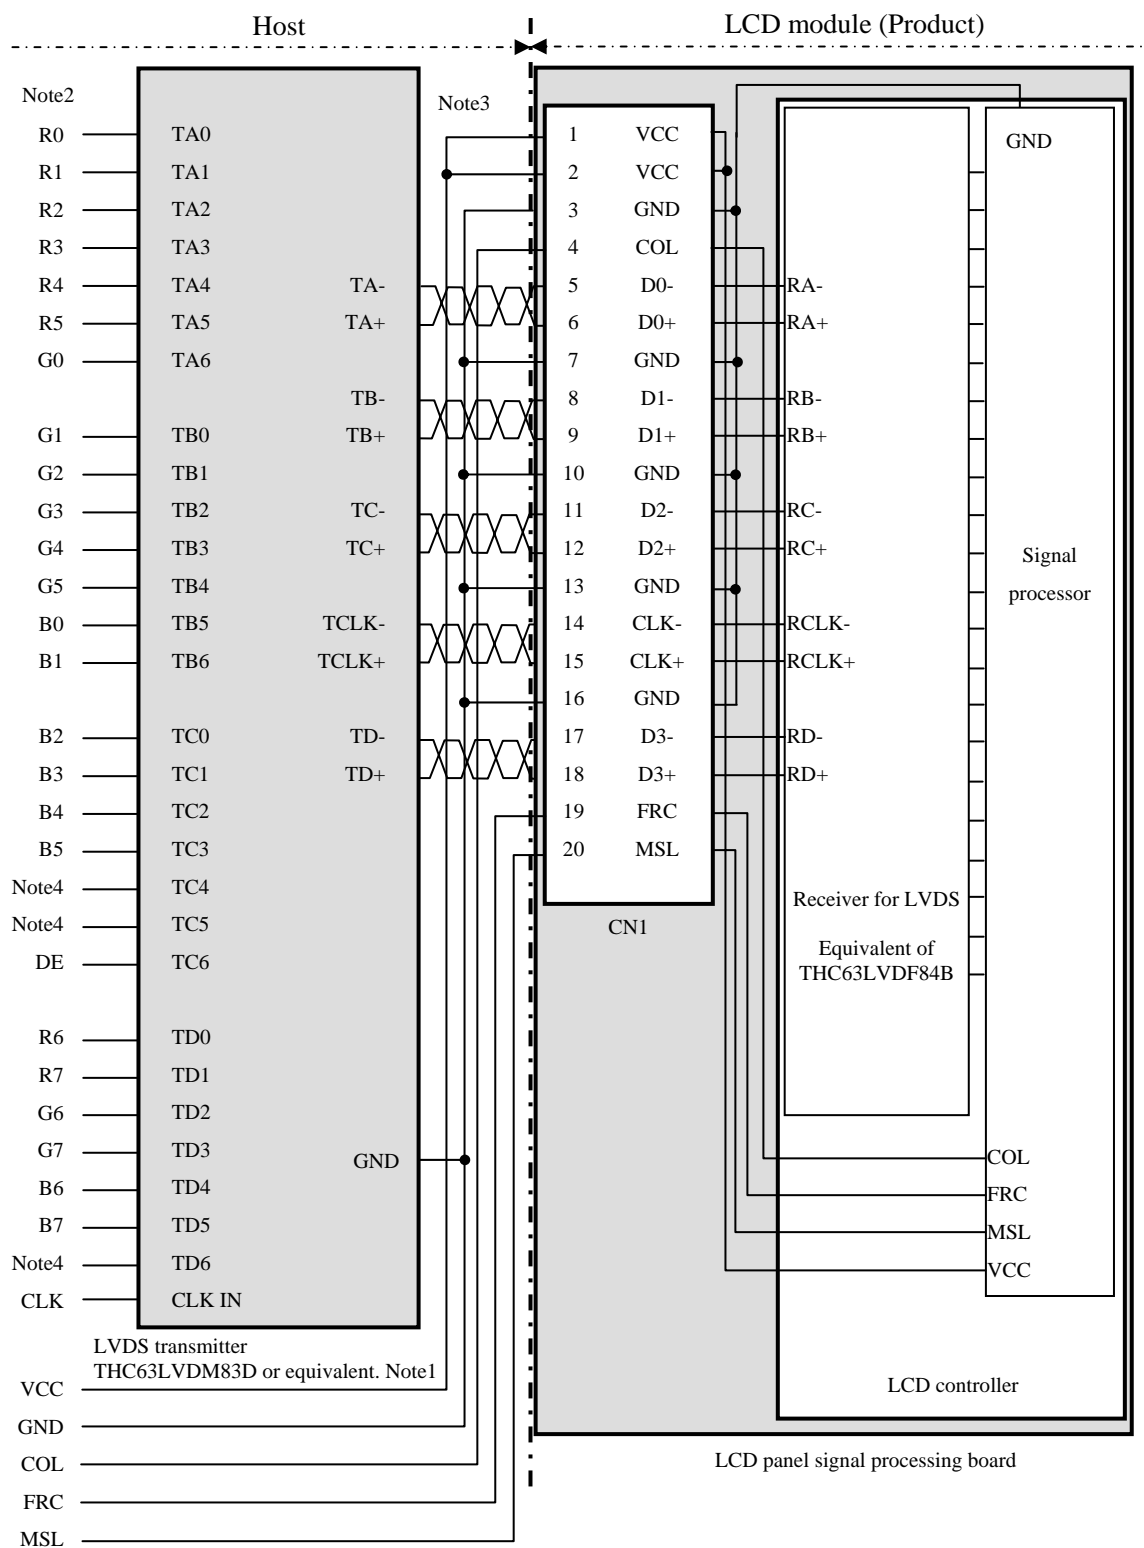 Host
LCD module (Product)
Note2
Note3
R0 TA0
R1 TA1
R2 TA2
R3 TA3
R4 TA4 TA-
R5 TA5 TA+
G0 TA6
TB-
G1 TB0 TB+
G2 TB1
G3 TB2 TC-
G4 TB3 TC+
G5 TB4
B0 TB5 TCLK-
B1 TB6 TCLK+
B2 TC0 TD-
B3 TC1 TD+
B4 TC2
B5 TC3
Note4 TC4
Note4 TC5
DE TC6
R6 TD0
R7 TD1
G6 TD2
G7 TD3 GND
B6 TD4
B7 TD5
Note4 TD6
CLK CLK IN
LVDS transmitter
THC63LVDM83D or equivalent. Note1
VCC
GND
COL
FRC
MSL
1 VCC
2 VCC
3 GND
4 COL
5 D0- RA-
6 D0+ RA+
7 GND
8 D1- RB-
9 D1+ RB+
10 GND
11 D2- RC-
12 D2+ RC+
13 GND
14 CLK- RCLK-
15 CLK+ RCLK+
16 GND
17 D3- RD-
18 D3+ RD+
19 FRC
20 MSL
CN1
Receiver for LVDS
Equivalent of
THC63LVDF84B
GND
Signal
processor
COL
FRC
MSL
VCC
LCD controller
LCD panel signal processing board